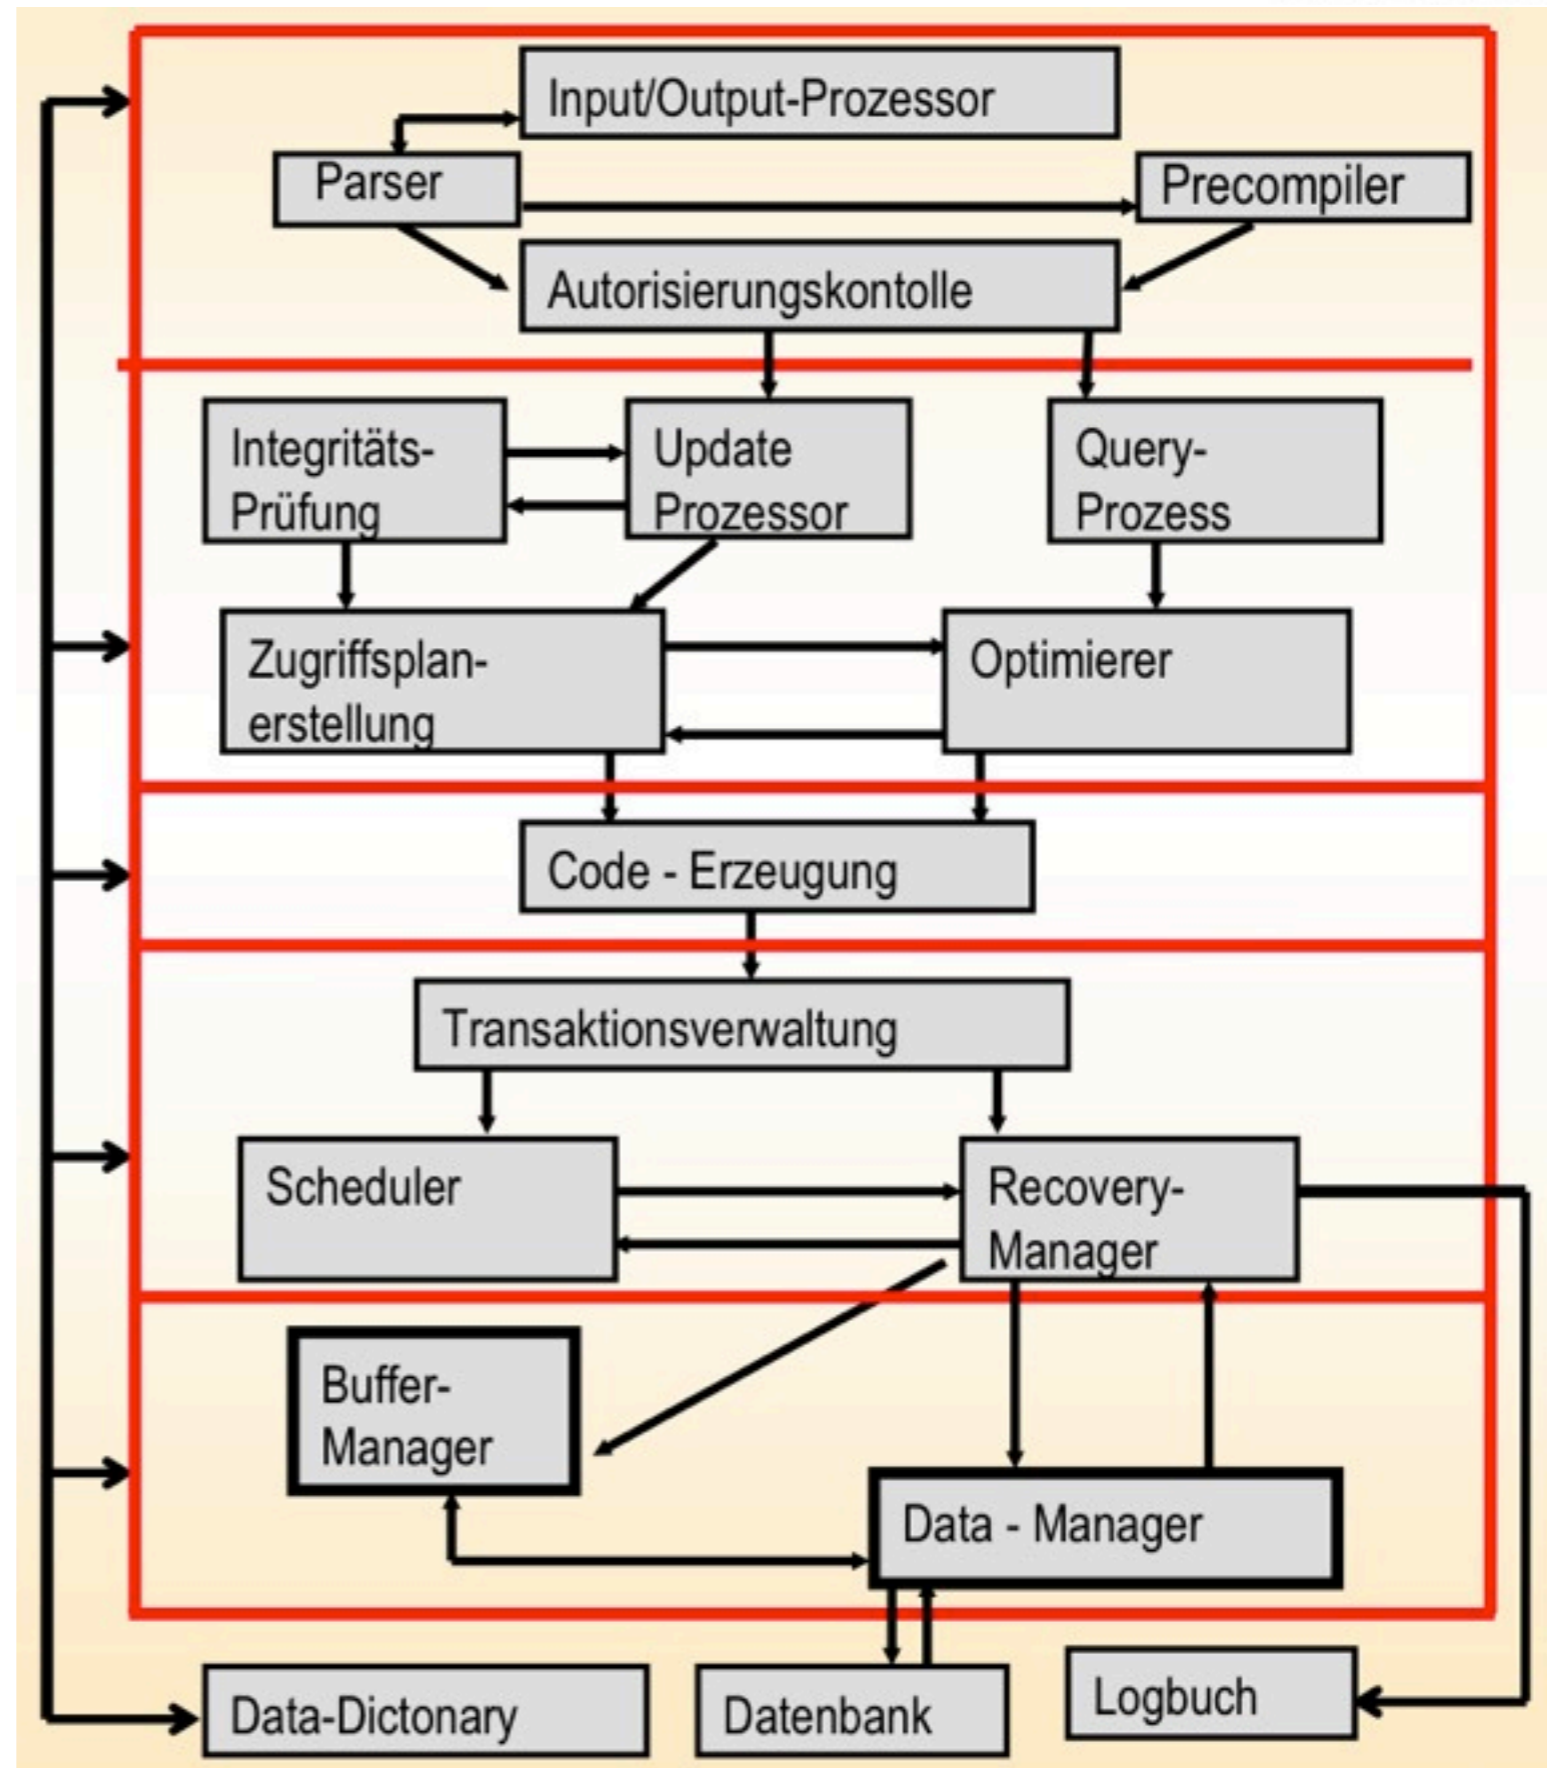 Input/Output-Prozessor
Parser
Precompiler
Autorisierungskontolle
Integritäts-
Prüfung
Update
Prozessor
Query-
Prozess
Zugriffsplan-
erstellung
Optimierer
Code - Erzeugung
Transaktionsverwaltung
Scheduler
Recovery-
Manager
Buffer-
Manager
Data - Manager
Data-Dictonary
Datenbank
Logbuch